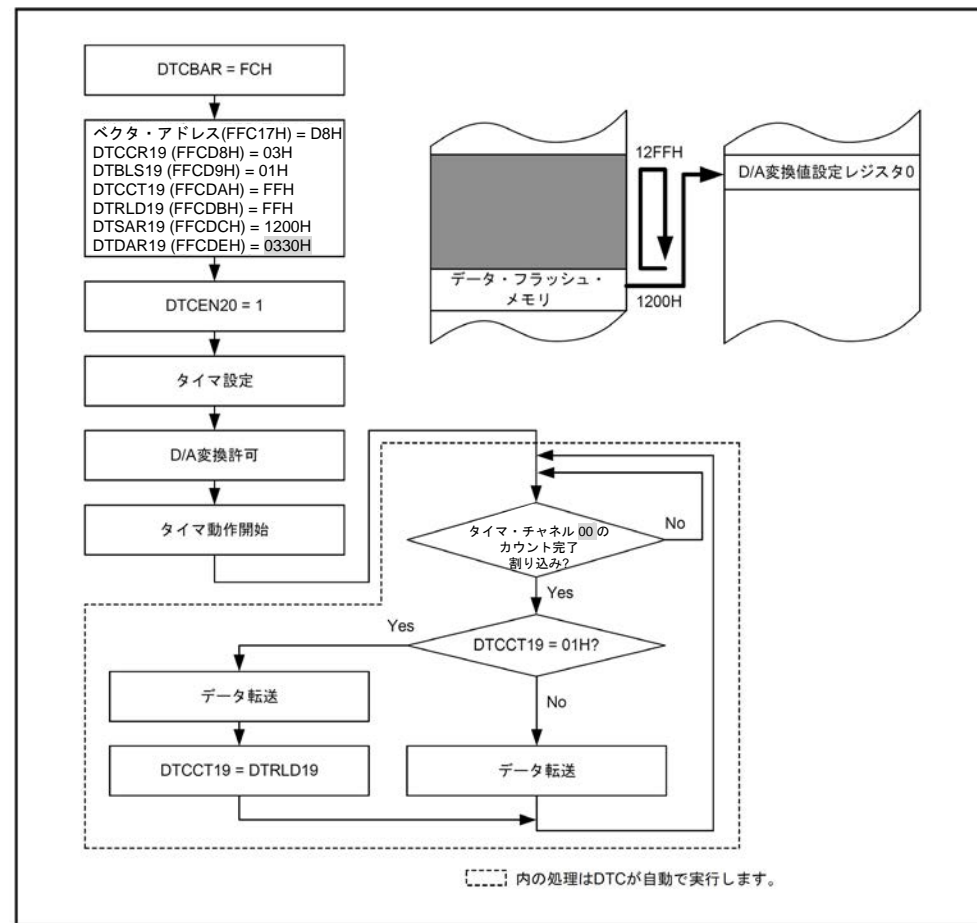 DTCBAR = FCH
ベクタ・アドレス(FFC17H) = D8H
DTCCR19 (FFCD8H) = 03H
DTBLS19 (FFCD9H) = 01H
DTCCT19 (FFCDAH) = FFH
DTRLD19 (FFCDBH) = FFH
DTSAR19 (FFCDCH) = 1200H
DTDAR19 (FFCDEH) = 0330H
DTCEN20 = 1
タイマ設定
D/A変換許可
タイマ動作開始
12FFH
D/A変換値設定レジスタ0
データ・フラッシュ・
メモリ
1200H
タイマ・チャネル 00 の
カウント完了
割り込み?
No
Yes
DTCCT19 = 01H?
Yes
No
データ転送
DTCCT19 = DTRLD19
データ転送
内の処理はDTCが自動で実行します。